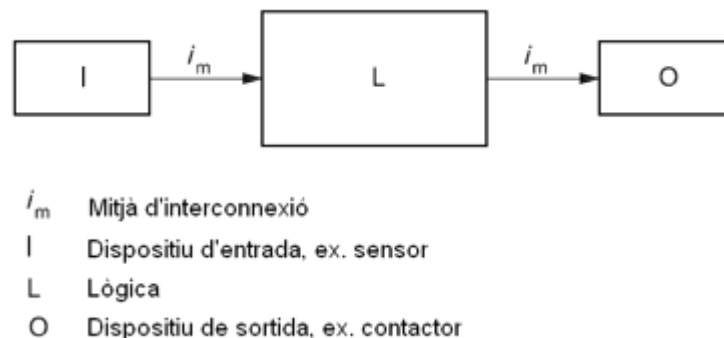 I i_m L i_m O
i_m Mitjà d'interconnexió
I Dispositiu d'entrada, ex. sensor
L Lògica
O Dispositiu de sortida, ex. contactor